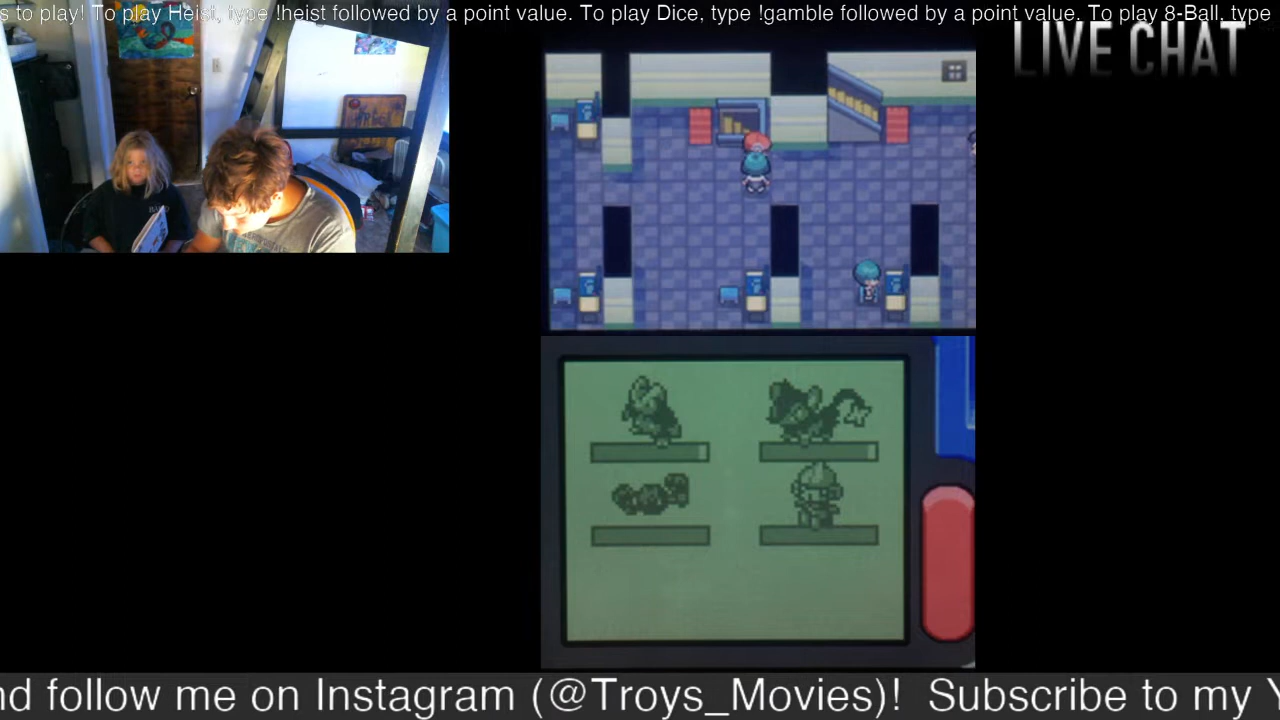 s to play! To play Heist, type !heist followed by a point value. To play Dice, type !gamble followed by a point value. To play 8-Ball, type
LIVE CHAT
nd follow me on Instagram (@Troys_Movies)!  Subscribe to my Y